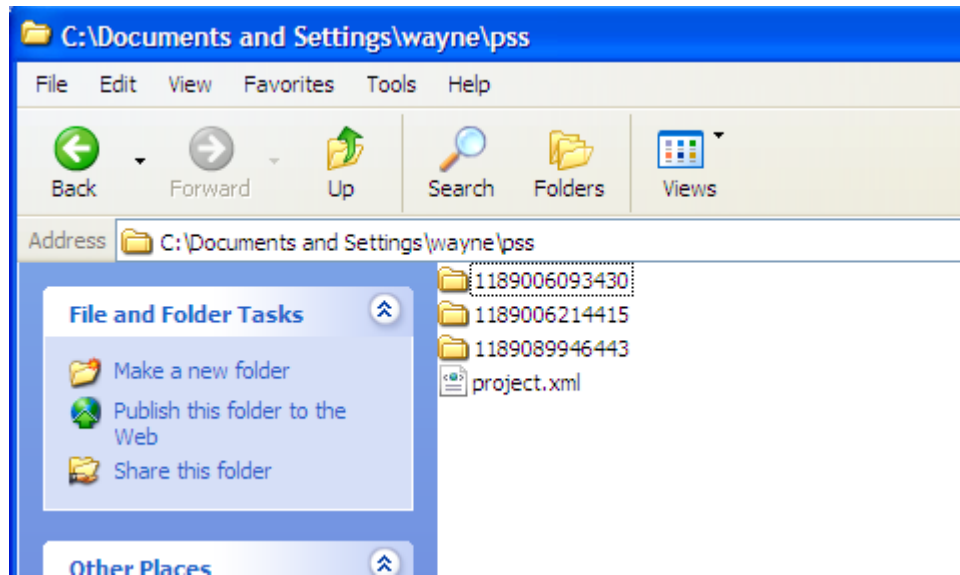 C:\Documents and Settings\wayne\pss
File Edit View Favorites Tools Help
Back Forward Up Search Folders Views
Address C:\Documents and Settings\wayne\pss
1189006093430
1189006214415
1189089946443
project.xml
File and Folder Tasks
Make a new folder
Publish this folder to the
Web
Share this folder
Other Places